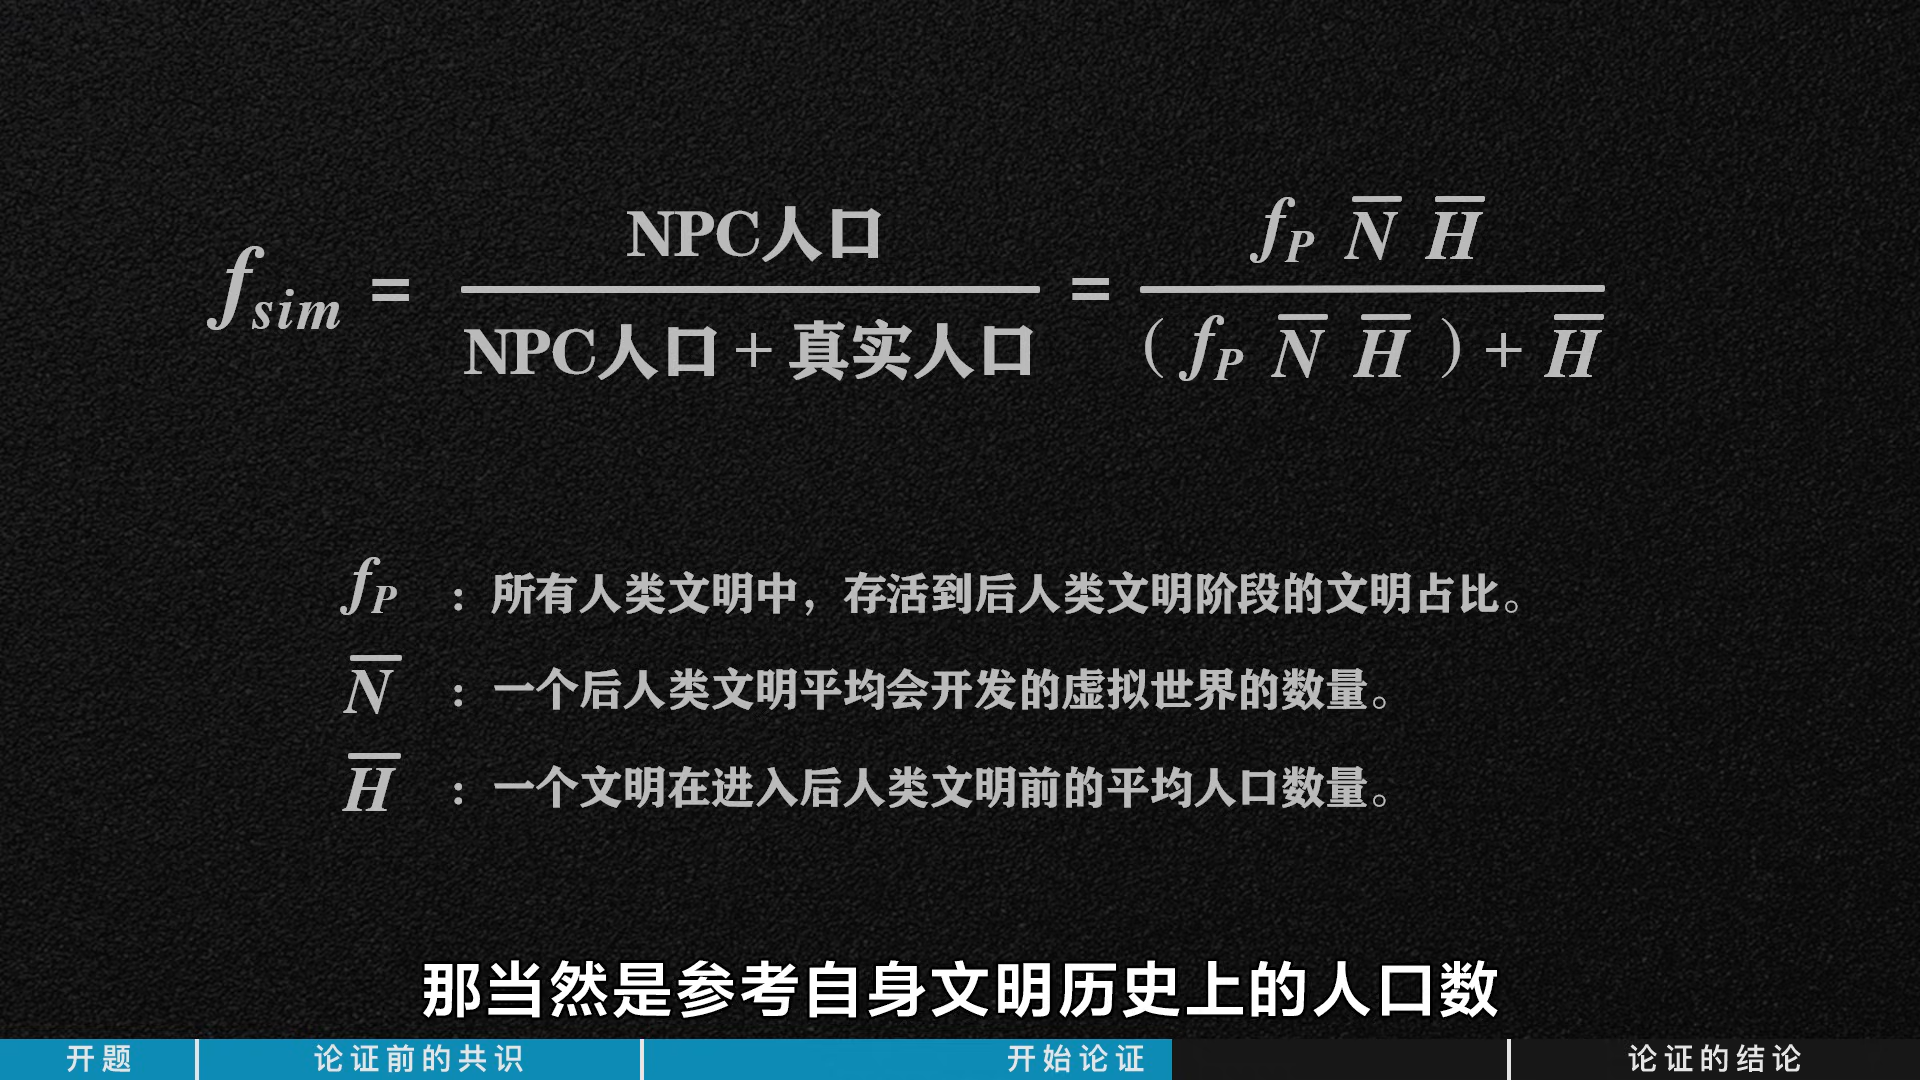 f_sim = NPC人口 / NPC人口 + 真实人口 = f_P N̅ H̅ / ( f_P N̅ H̅ ) + H̅
f_P : 所有人类文明中，存活到后人类文明阶段的文明占比。
N̅ : 一个后人类文明平均会开发的虚拟世界的数量。
H̅ : 一个文明在进入后人类文明前的平均人口数量。
那当然是参考自身文明历史上的人口数
开题 论证前的共识 开始论证 论证的结论